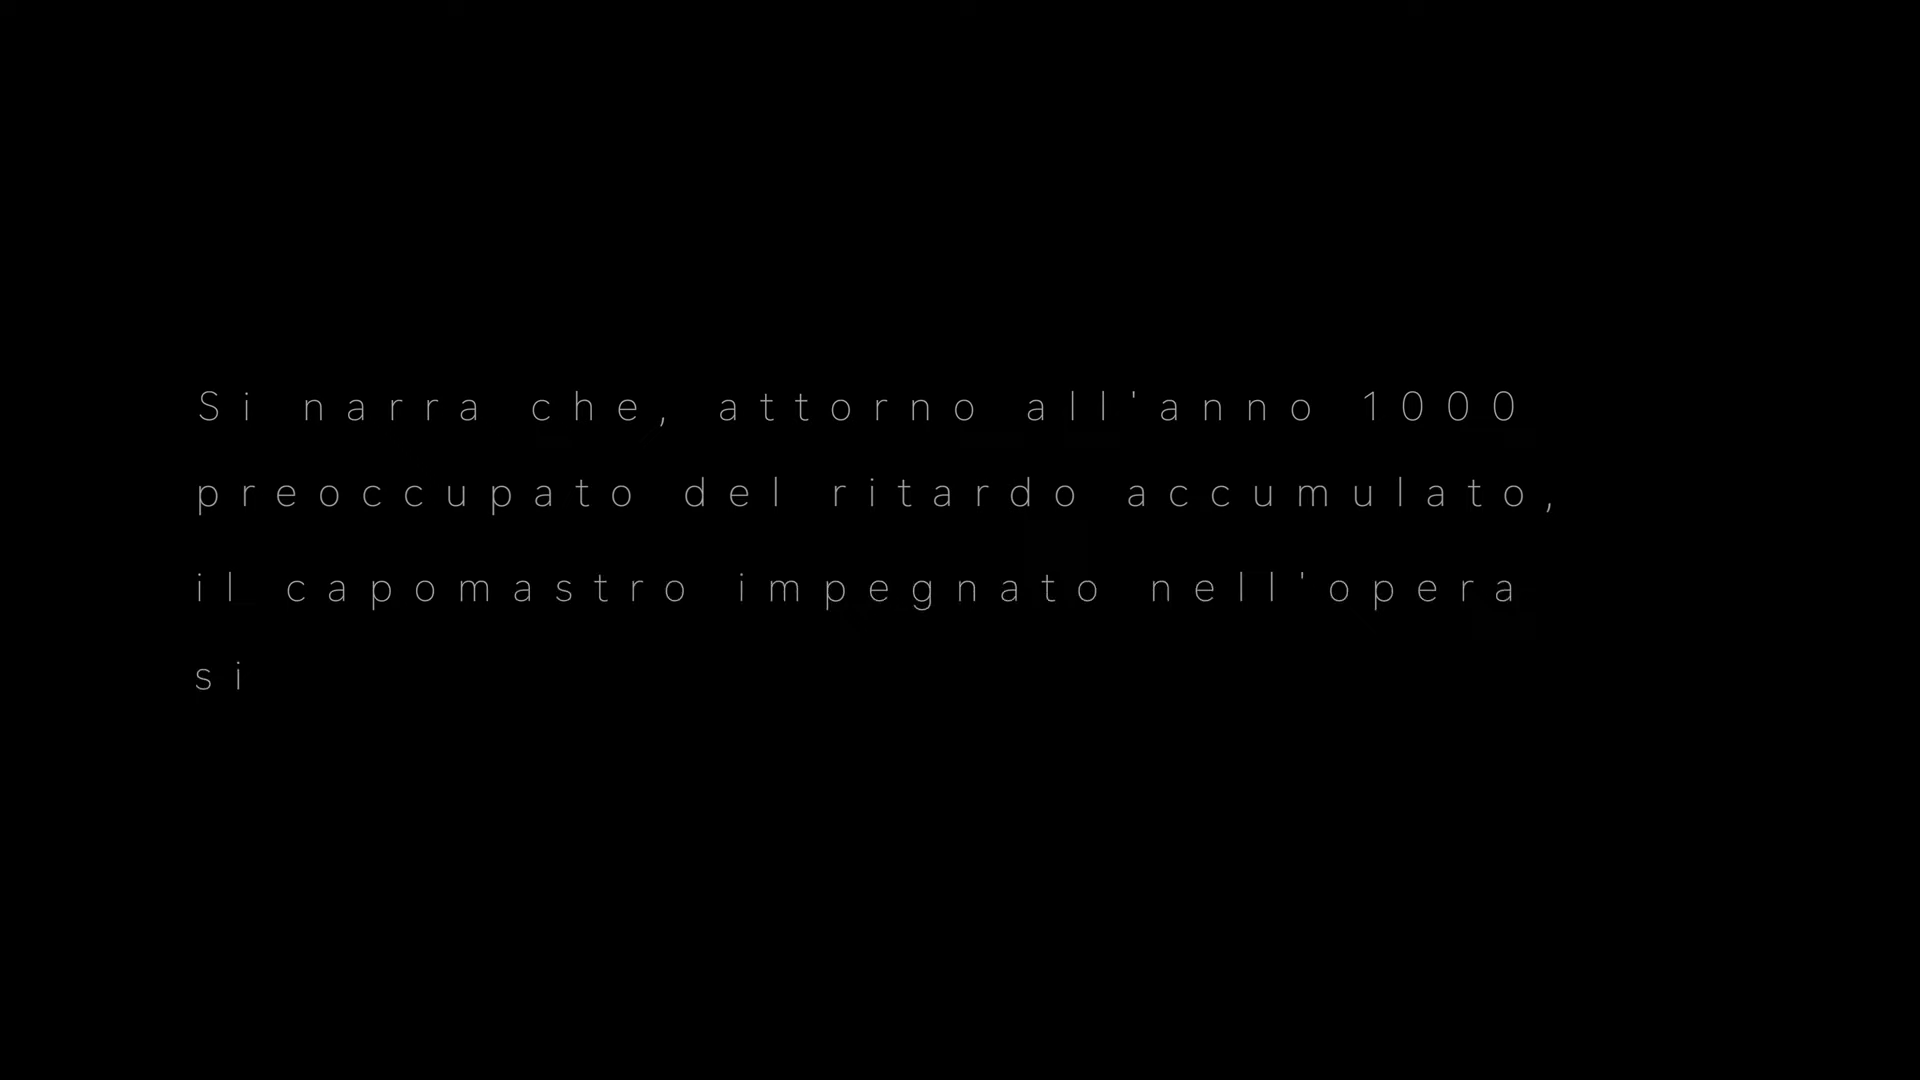 Si narra che, attorno all'anno 1000
preoccupato del ritardo accumulato,
il capomastro impegnato nell'opera
si